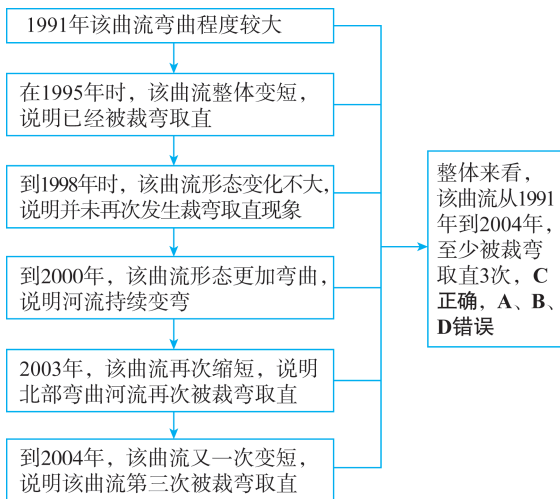 1991年该曲流弯曲程度较大
在1995年时，该曲流整体变短，
说明已经被裁弯取直
到1998年时，该曲流形态变化不大，
说明并未再次发生裁弯取直现象
到2000年，该曲流形态更加弯曲，
说明河流持续变弯
2003年，该曲流再次缩短，说明
北部弯曲河流再次被裁弯取直
到2004年，该曲流又一次变短，
说明该曲流第三次被裁弯取直
整体来看，
该曲流从1991
年到2004年，
至少被裁弯
取直3次，C
正确，A、B、
D错误